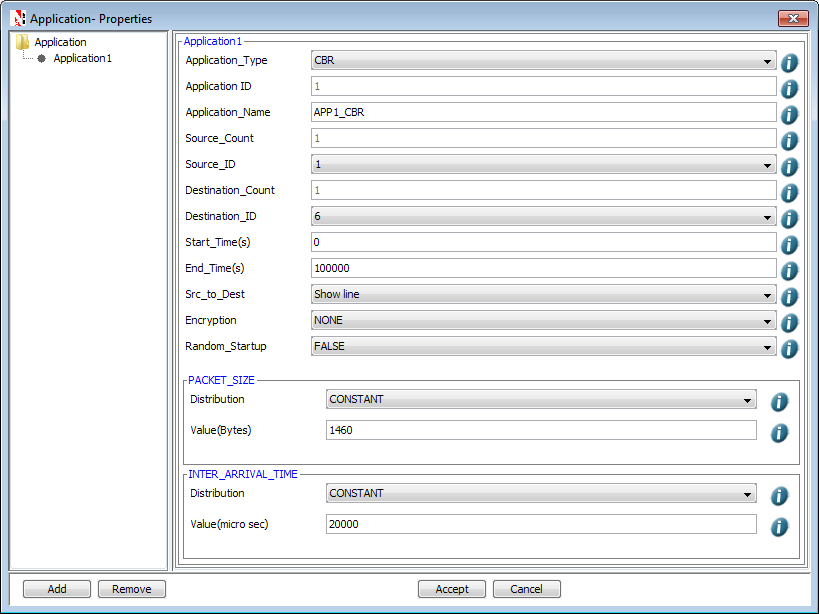 Application- Properties
Application
Application1
Application1
Application_Type CBR
Application ID 1
Application_Name APP1_CBR
Source_Count 1
Source_ID 1
Destination_Count 1
Destination_ID 6
Start_Time(s) 0
End_Time(s) 100000
Src_to_Dest Show line
Encryption NONE
Random_Startup FALSE
PACKET_SIZE
Distribution CONSTANT
Value(Bytes) 1460
INTER_ARRIVAL_TIME
Distribution CONSTANT
Value(micro sec) 20000
Add Remove Accept Cancel